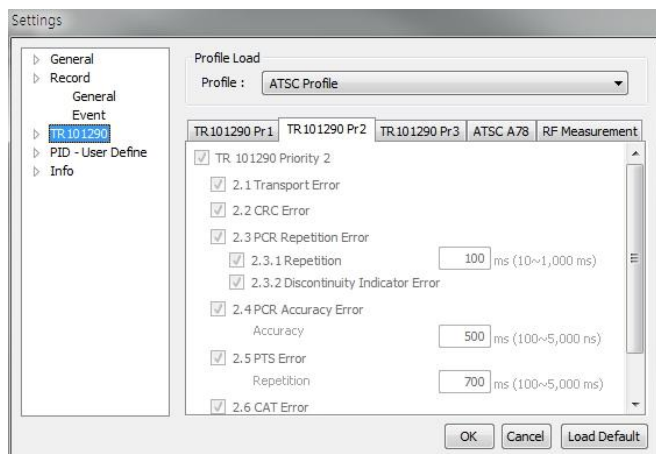 Settings
General
Record
General
Event
TR101290
PID - User Define
Info
Profile Load
Profile : ATSC Profile
TR101290 Pr1 TR101290 Pr2 TR101290 Pr3 ATSC A78 RF Measurement
TR 101290 Priority 2
2.1 Transport Error
2.2 CRC Error
2.3 PCR Repetition Error
2.3.1 Repetition 100 ms (10~1,000 ms)
2.3.2 Discontinuity Indicator Error
2.4 PCR Accuracy Error
Accuracy 500 ms (100~5,000 ns)
2.5 PTS Error
Repetition 700 ms (100~5,000 ms)
2.6 CAT Error
OK Cancel Load Default